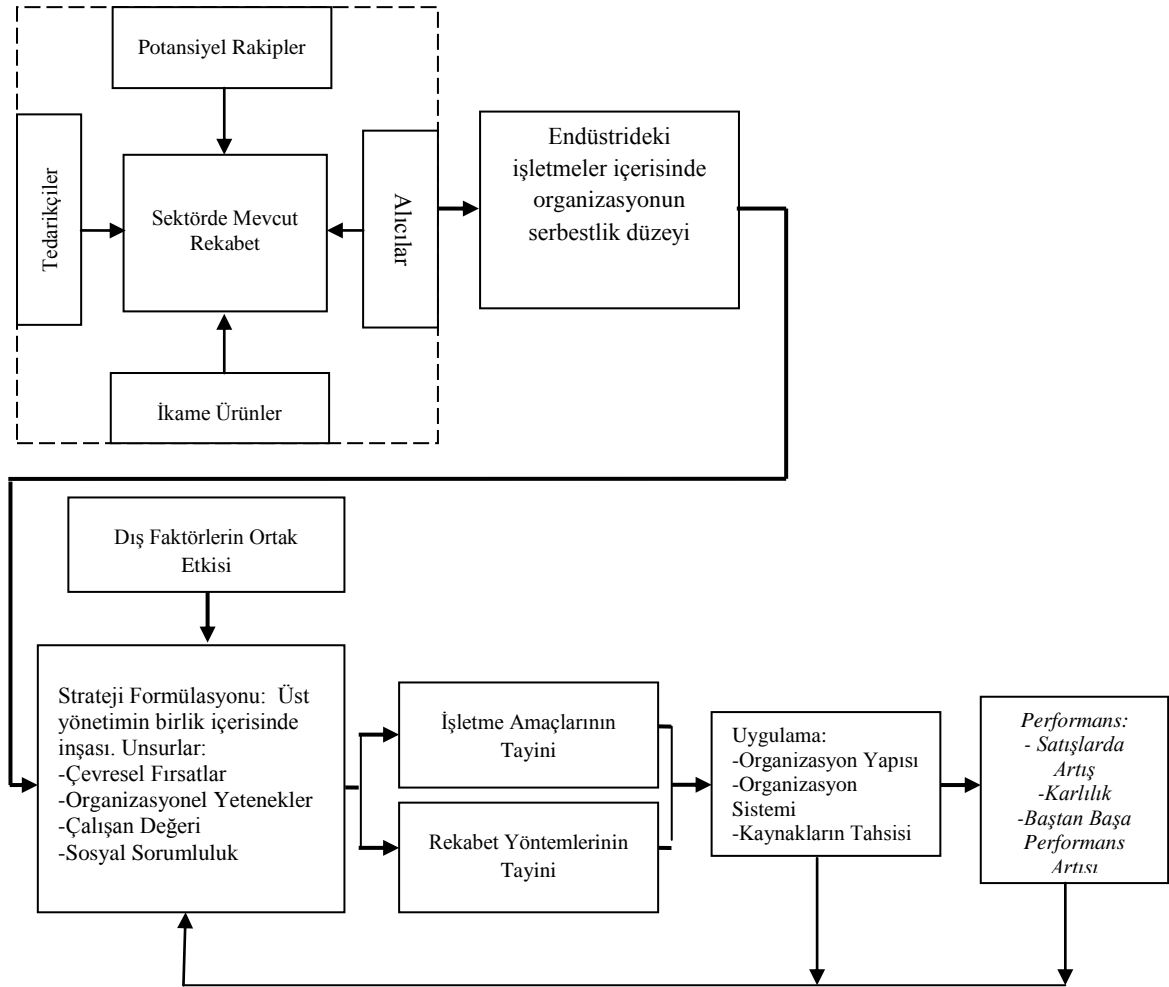 Potansiyel Rakipler
Tedarikçiler
Sektörde Mevcut
Rekabet
Alıcılar
İkame Ürünler
Endüstrideki
işletmeler içerisinde
organizasyonun
serbestlik düzeyi
Dış Faktörlerin Ortak
Etkisi
Strateji Formülasyonu: Üst
yönetimin birlik içerisinde
inşası. Unsurlar:
-Çevresel Fırsatlar
-Organizasyonel Yetenekler
-Çalışan Değeri
-Sosyal Sorumluluk
İşletme Amaçlarının
Tayini
Rekabet Yöntemlerinin
Tayini
Uygulama:
-Organizasyon Yapısı
-Organizasyon
Sistemi
-Kaynakların Tahsisi
Performans:
- Satışlarda
Artış
-Karlılık
-Baştan Başa
Performans
Artısı